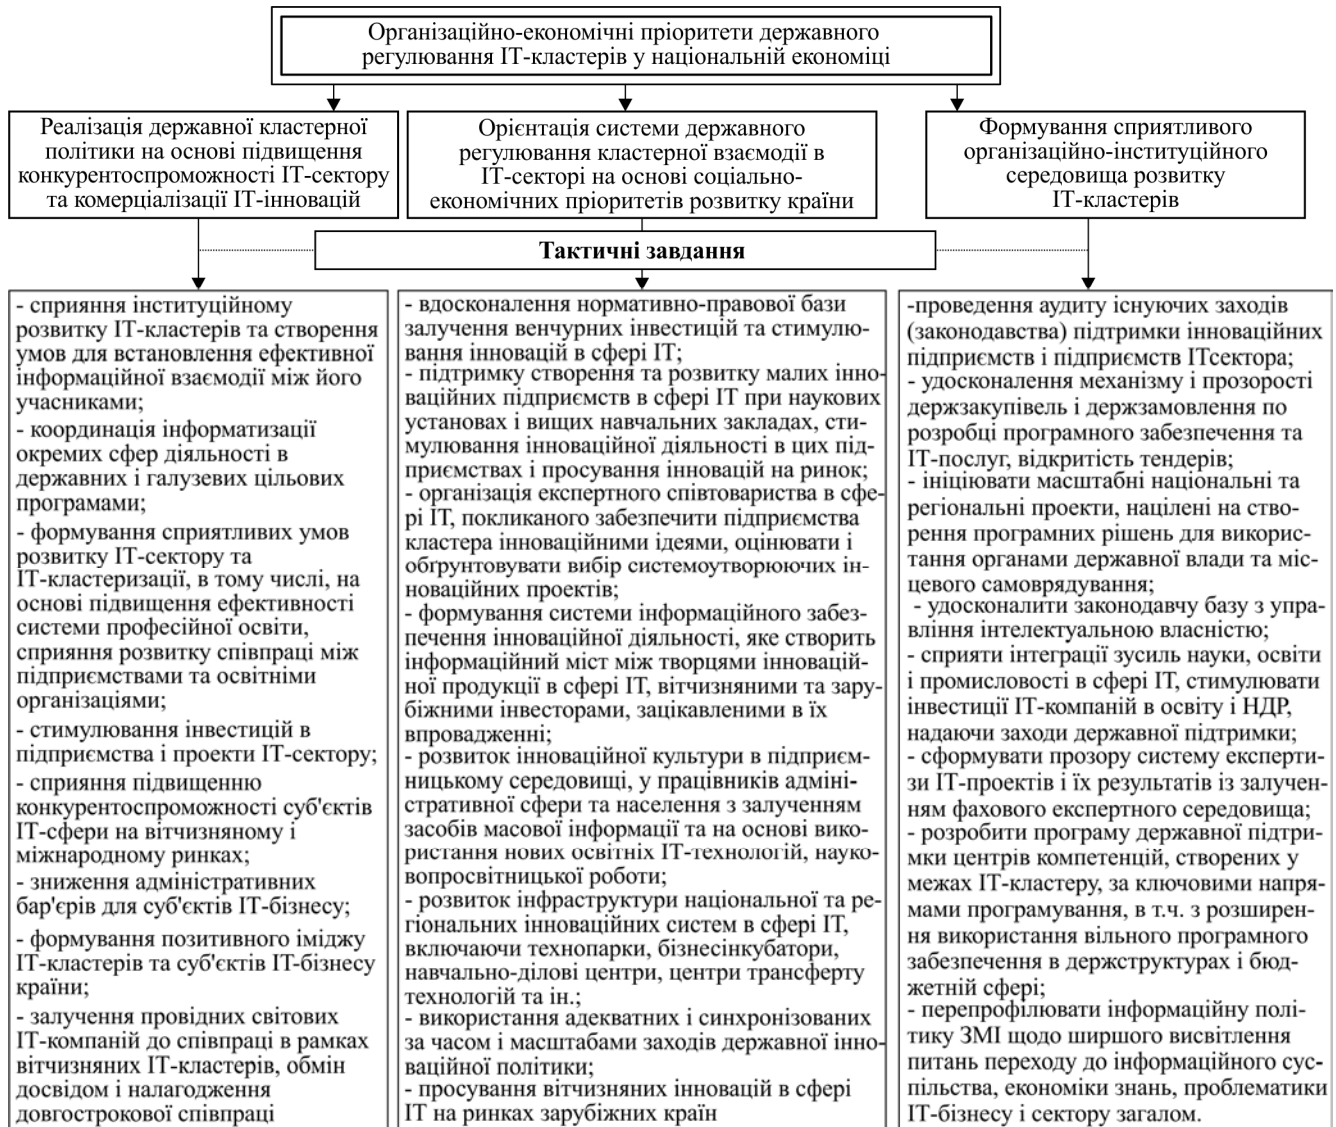 Організаційно-економічні пріоритети державного
регулювання ІТ-кластерів у національній економіці
Реалізація державної кластерної
політики на основі підвищення
конкурентоспроможності ІТ-сектору
та комерціалізації ІТ-інновацій
Орієнтація системи державного
регулювання кластерної взаємодії в
ІТ-секторі на основі соціально-
економічних пріоритетів розвитку країни
Формування сприятливого
організаційно-інституційного
середовища розвитку
ІТ-кластерів
Тактичні завдання
- сприяння інституційному
розвитку ІТ-кластерів та створення
умов для встановлення ефективної
інформаційної взаємодії між його
учасниками;
- координація інформатизації
окремих сфер діяльності в
державних і галузевих цільових
програмами;
- формування сприятливих умов
розвитку ІТ-сектору та
ІТ-кластеризації, в тому числі, на
основі підвищення ефективності
системи професійної освіти,
сприяння розвитку співпраці між
підприємствами та освітніми
організаціями;
- стимулювання інвестицій в
підприємства і проекти ІТ-сектору;
- сприяння підвищенню
конкурентоспроможності суб'єктів
ІТ-сфери на вітчизняному і
міжнародному ринках;
- зниження адміністративних
бар'єрів для суб'єктів ІТ-бізнесу;
- формування позитивного іміджу
ІТ-кластерів та суб'єктів ІТ-бізнесу
країни;
- залучення провідних світових
ІТ-компаній до співпраці в рамках
вітчизняних ІТ-кластерів, обмін
досвідом і налагодження
довгострокової співпраці
- вдосконалення нормативно-правової бази
залучення венчурних інвестицій та стимулю-
вання інновацій в сфері ІТ;
- підтримку створення та розвитку малих інно-
ваційних підприємств в сфері ІТ при наукових
установах і вищих навчальних закладах, сти-
мулювання інноваційної діяльності в цих під-
приємствах і просування інновацій на ринок;
- організація експертного співтовариства в сфе-
рі ІТ, покликаного забезпечити підприємства
кластера інноваційними ідеями, оцінювати і
обґрунтовувати вибір системоутворюючих ін-
новаційних проектів;
- формування системи інформаційного забез-
печення інноваційної діяльності, яке створить
інформаційний міст між творцями інновацій-
ної продукції в сфері ІТ, вітчизняними та зару-
біжними інвесторами, зацікавленими в їх
впровадженні;
- розвиток інноваційної культури в підприєм-
ницькому середовищі, у працівників адміні-
стративної сфери та населення з залученням
засобів масової інформації та на основі вико-
ристання нових освітніх ІТ-технологій, науко-
вопросвітницької роботи;
- розвиток інфраструктури національної та ре-
гіональних інноваційних систем в сфері ІТ,
включаючи технопарки, бізнесінкубатори,
навчально-ділові центри, центри трансферту
технологій та ін.;
- використання адекватних і синхронізованих
за часом і масштабами заходів державної інно-
ваційної політики;
- просування вітчизняних інновацій в сфері
ІТ на ринках зарубіжних країн
-проведення аудиту існуючих заходів
(законодавства) підтримки інноваційних
підприємств і підприємств ІТсектора;
- удосконалення механізму і прозорості
держзакупівель і держзамовлення по
розробці програмного забезпечення та
ІТ-послуг, відкритість тендерів;
- ініціювати масштабні національні та
регіональні проекти, націлені на ство-
рення програмних рішень для викорис-
тання органами державної влади та міс-
цевого самоврядування;
- удосконалити законодавчу базу з упра-
вління інтелектуальною власністю;
- сприяти інтеграції зусиль науки, освіти
і промисловості в сфері ІТ, стимулювати
інвестиції ІТ-компаній в освіту і НДР,
надаючи заходи державної підтримки;
- сформувати прозору систему експерти-
зи ІТ-проектів і їх результатів із залучен-
ням фахового експертного середовища;
- розробити програму державної підтри-
мки центрів компетенцій, створених у
межах ІТ-кластеру, за ключовими напря-
мами програмування, в т.ч. з розширен-
ня використання вільного програмного
забезпечення в держструктурах і бюд-
жетній сфері;
- перепрофілювати інформаційну полі-
тику ЗМІ щодо ширшого висвітлення
питань переходу до інформаційного сус-
пільства, економіки знань, проблематики
ІТ-бізнесу і сектору загалом.